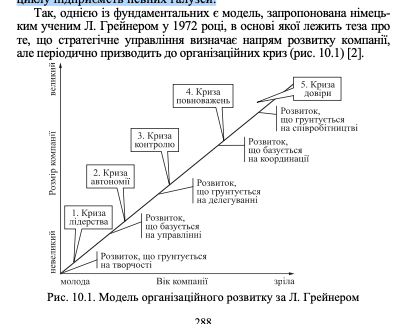 циклу підприємств певних галузей.
Так, однією із фундаментальних є модель, запропонована німець-
ким ученим Л. Грейнером у 1972 році, в основі якої лежить теза про
те, що стратегічне управління визначає напрям розвитку компанії,
але періодично призводить до організаційних криз (рис. 10.1) [2].
великий
Розмір компанії
невеликий
5. Криза
довіри
4. Криза
повноважень
Розвиток,
що ґрунтується
на співробітництві
3. Криза
контролю
Розвиток,
що базується
на координації
2. Криза
автономії
Розвиток,
що ґрунтується
на делегуванні
1. Криза
лідерства
Розвиток,
що базується
на управлінні
Розвиток, що ґрунтується
на творчості
молода
Вік компанії
зріла
Рис. 10.1. Модель організаційного розвитку за Л. Грейнером
288